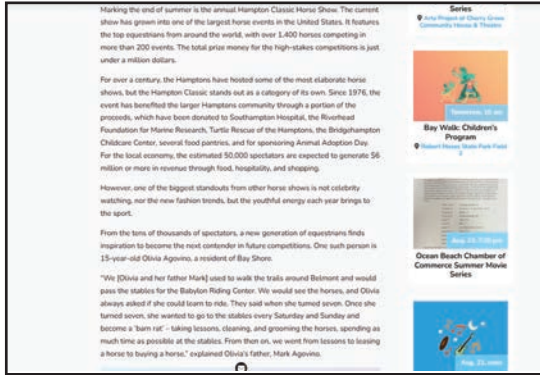 Marking the end of summer is the annual Hampton Classic Horse Show. The current
show has grown into one of the largest horse events in the United States. It features
the top equestrians from around the world, with over 1,400 horses competing in
more than 200 events. The total prize money for the high-stakes competitions is just
under a million dollars.
For over a century, the Hamptons have hosted some of the most elaborate horse
shows, but the Hampton Classic stands out as a category of its own. Since 1976, the
event has benefited the larger Hamptons community through a portion of the
proceeds, which have been donated to Southampton Hospital, the Riverhead
Foundation for Marine Research, Turtle Rescue of the Hamptons, the Bridgehampton
Childcare Center, several food pantries, and for sponsoring Animal Adoption Day.
For the local economy, the estimated 50,000 spectators are expected to generate $6
million or more in revenue through food, hospitality, and shopping.
However, one of the biggest standouts from other horse shows is not celebrity
watching, nor the new fashion trends, but the youthful energy each year brings to
the sport.
From the tens of thousands of spectators, a new generation of equestrians finds
inspiration to become the next contender in future competitions. One such person is
15-year-old Olivia Agovino, a resident of Bay Shore.
"We [Olivia and her father Mark] used to walk the trails around Belmont and would
pass the stables for the Babylon Riding Center. We would see the horses, and Olivia
always asked if she could learn to ride. They said when she turned seven. Once she
turned seven, she wanted to go to the stables every Saturday and Sunday and
become a 'barn rat' – taking lessons, cleaning, and grooming the horses, spending as
much time as possible at the stables. From then on, we went from lessons to leasing
a horse to buying a horse," explained Olivia's father, Mark Agovino.
Series
Arts Project of Cherry Grove
Community House & Theatre
Tomorrow, 10 am
Bay Walk: Children's
Program
Robert Moses State Park Field
Aug. 23, 7:30 pm
Ocean Beach Chamber of
Commerce Summer Movie
Series
Aug. 23, noon